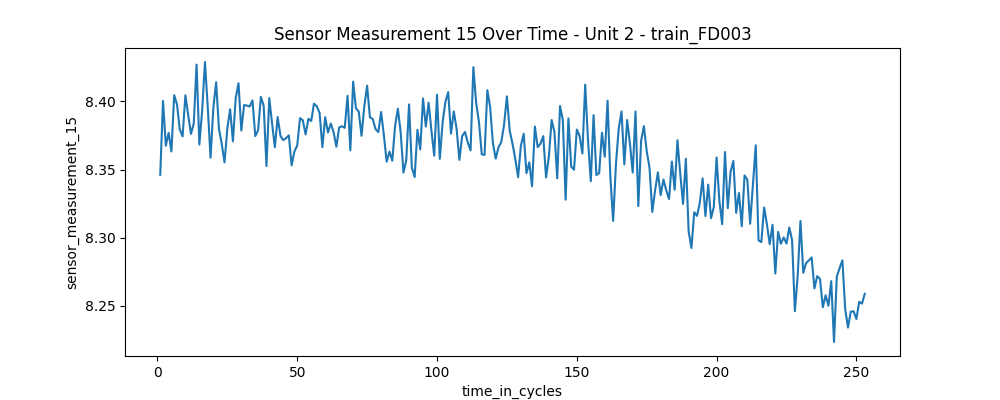 Sensor Measurement 15 Over Time - Unit 2 - train_FD003
sensor_measurement_15
8.40
8.35
8.30
8.25
0 50 100 150 200 250
time_in_cycles